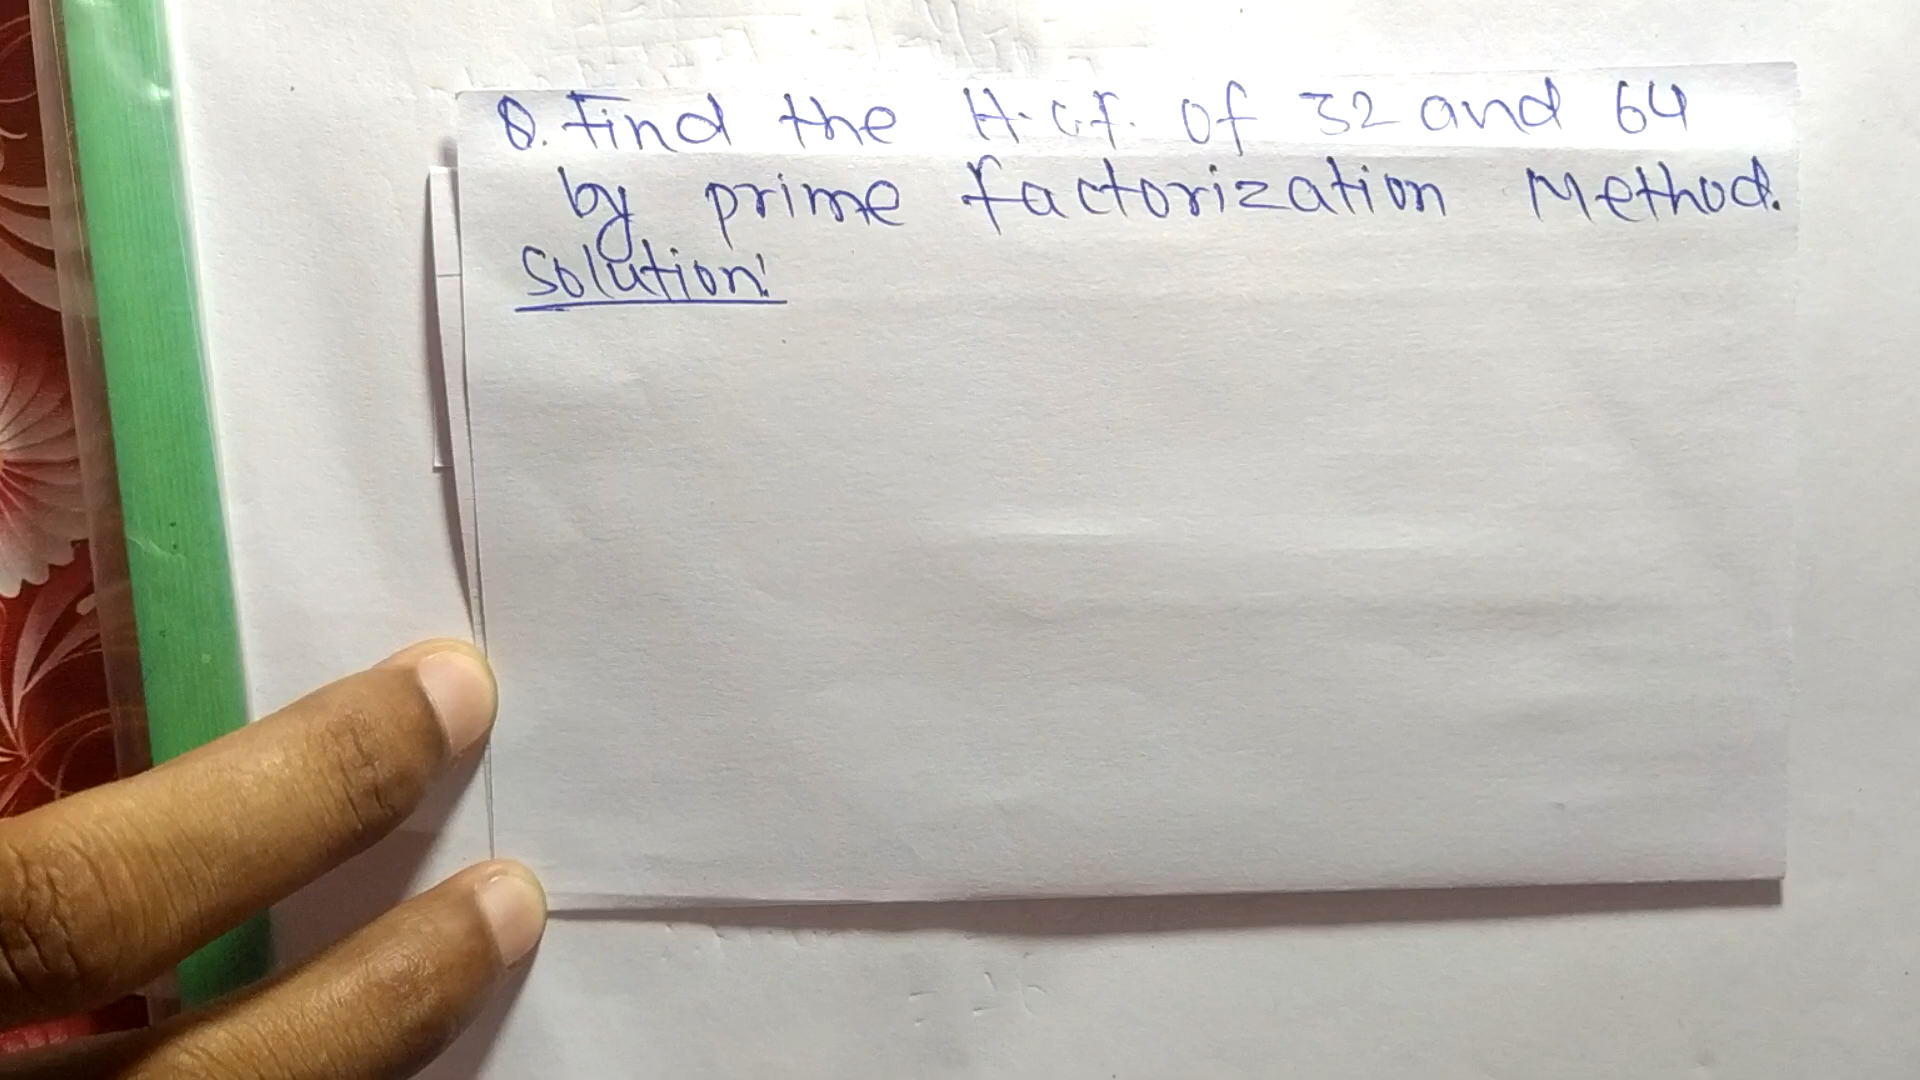 Q. Find the H.C.F. of 32 and 64
by prime factorization Method.
Solution: